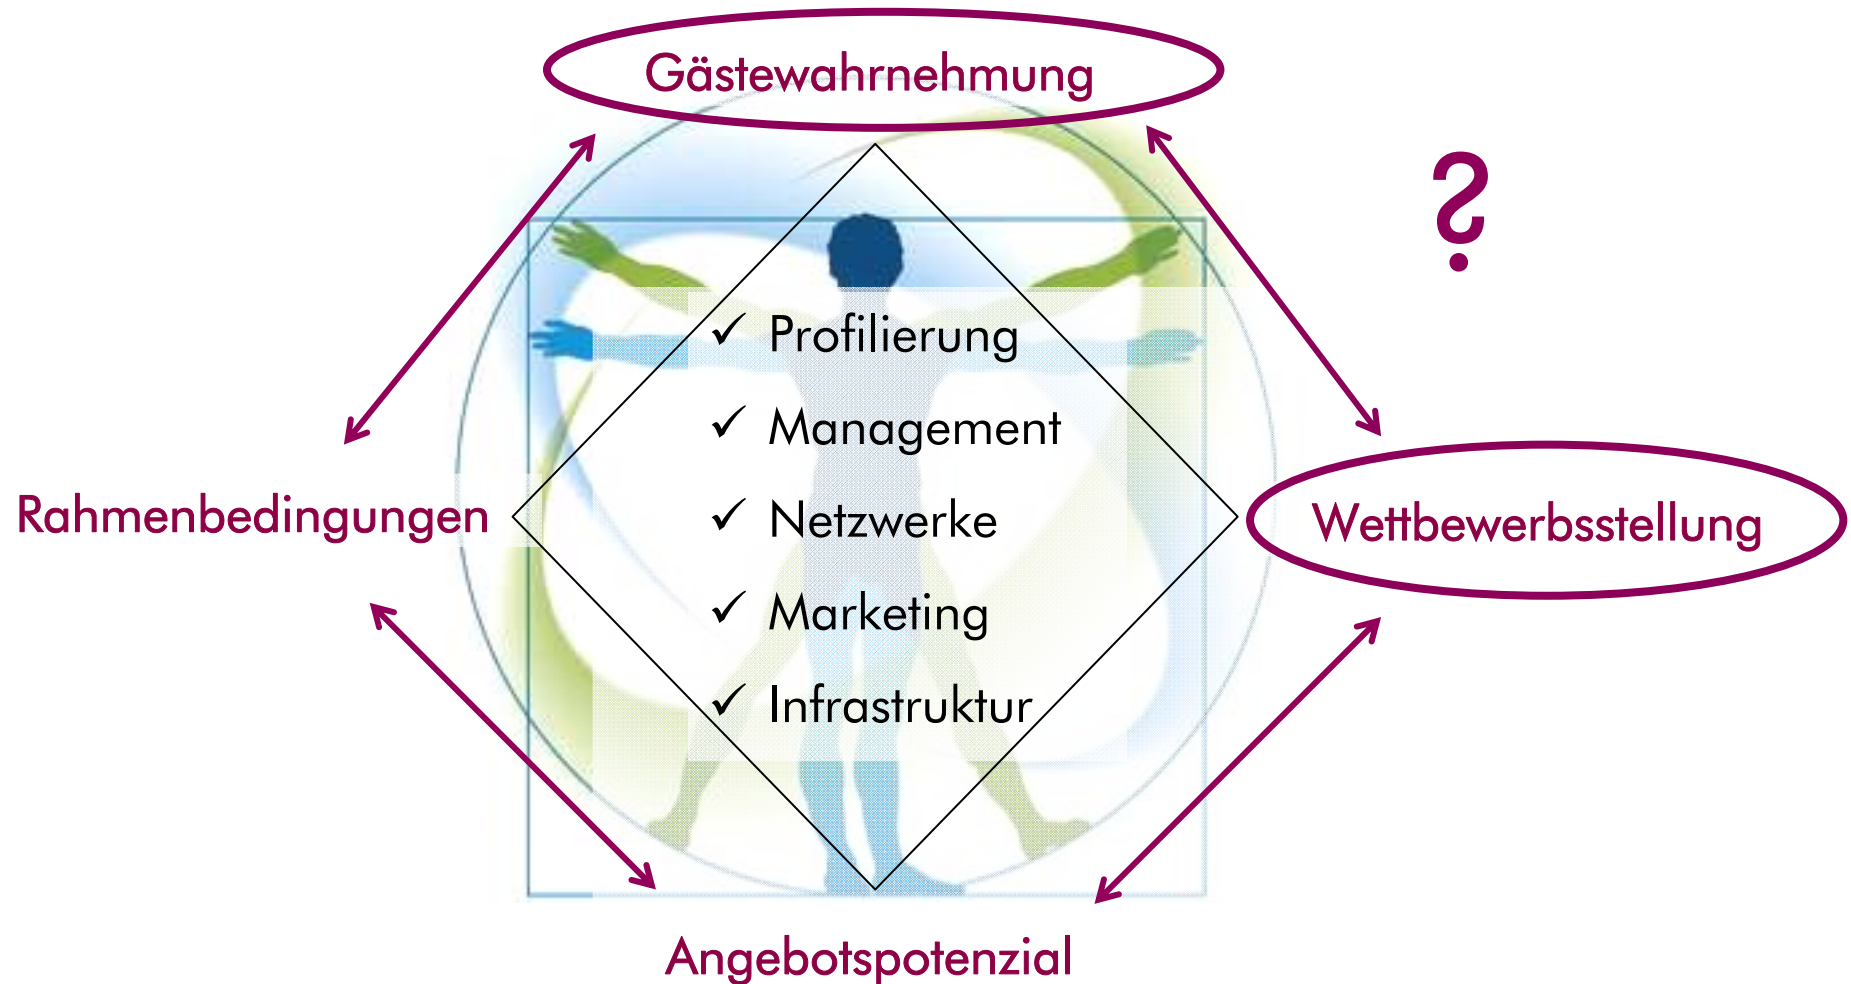 Gästewahrnehmung
?
✓ Profilierung
✓ Management
✓ Netzwerke
✓ Marketing
✓ Infrastruktur
Rahmenbedingungen
Wettbewerbsstellung
Angebotspotenzial